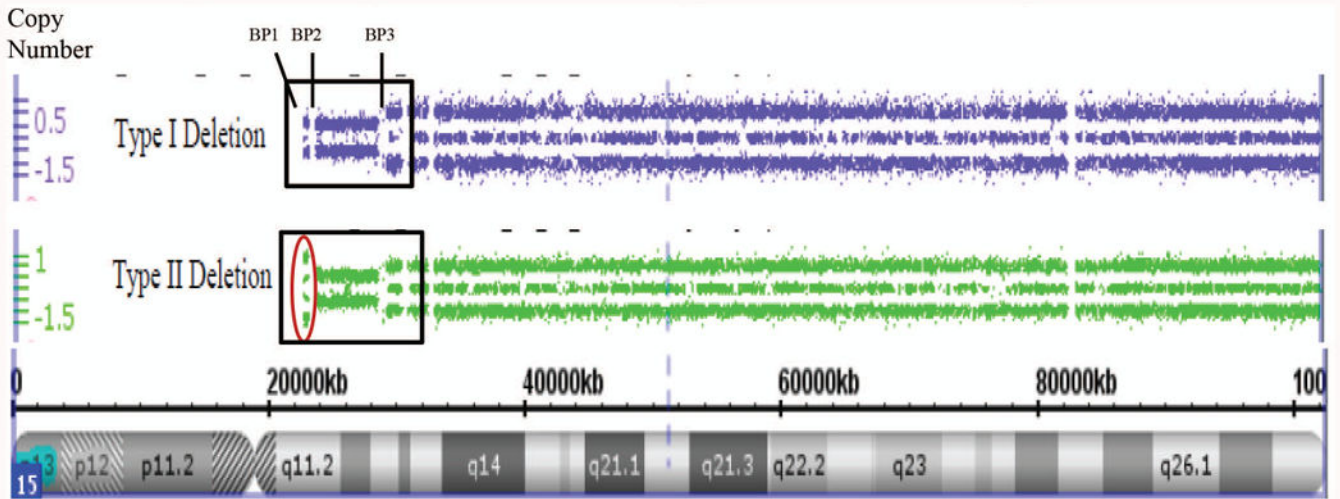 Copy
Number
BP1 BP2 BP3
0.5
Type I Deletion
-1.5
1
Type II Deletion
-1.5
0 20000kb 40000kb 60000kb 80000kb 100
p12 p11.2 q11.2 q14 q21.1 q21.3 q22.2 q23 q26.1
15